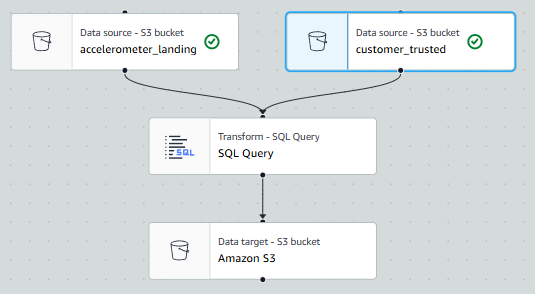 Data source - S3 bucket
accelerometer_landing
Data source - S3 bucket
customer_trusted
Transform - SQL Query
SQL
SQL Query
Data target - S3 bucket
Amazon S3